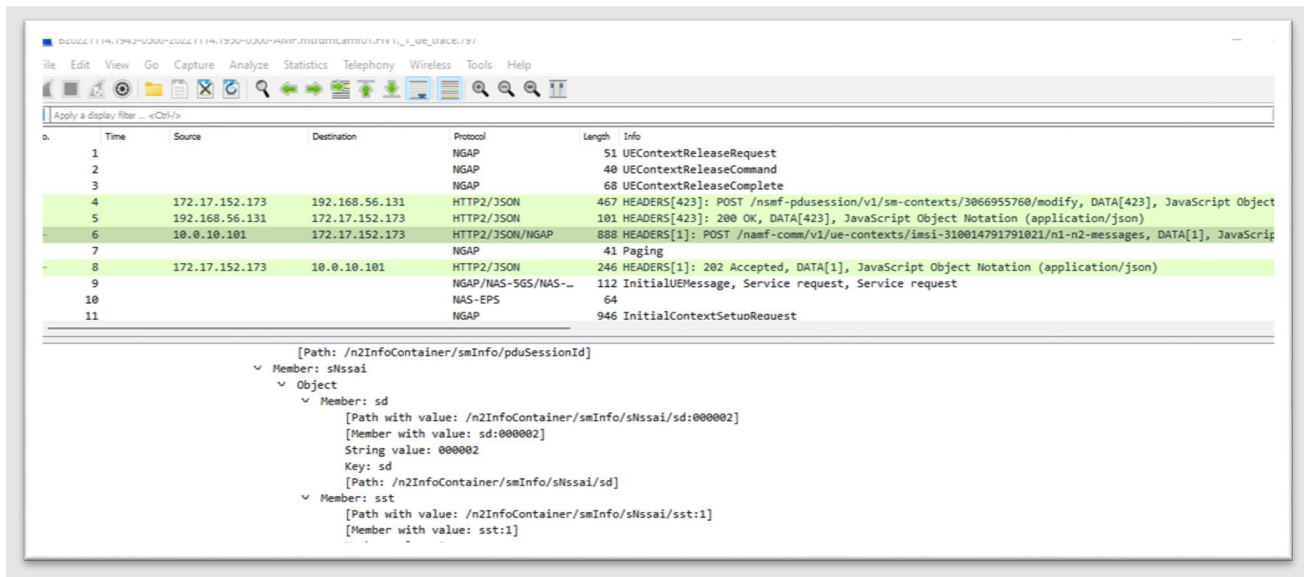 File Edit View Go Capture Analyze Statistics Telephony Wireless Tools Help
Apply a display filter ... <Ctrl-/>
Time Source Destination Protocol Length Info
1 NGAP 51 UEContextReleaseRequest
2 NGAP 40 UEContextReleaseCommand
3 NGAP 68 UEContextReleaseComplete
4 172.17.152.173 192.168.56.131 HTTP2/JSON 467 HEADERS[423]: POST /nsmf-pdusession/v1/sm-contexts/3066955760/modify, DATA[423], JavaScript Object
5 192.168.56.131 172.17.152.173 HTTP2/JSON 101 HEADERS[423]: 200 OK, DATA[423], JavaScript Object Notation (application/json)
6 10.0.10.101 172.17.152.173 HTTP2/JSON/NGAP 888 HEADERS[1]: POST /namf-comm/v1/ue-contexts/imsi-310014791791021/n1-n2-messages, DATA[1], JavaScrip
7 NGAP 41 Paging
8 172.17.152.173 10.0.10.101 HTTP2/JSON 246 HEADERS[1]: 202 Accepted, DATA[1], JavaScript Object Notation (application/json)
9 NGAP/NAS-5GS/NAS-… 112 InitialUEMessage, Service request, Service request
10 NAS-EPS 64
11 NGAP 946 InitialContextSetupRequest
[Path: /n2InfoContainer/smInfo/pduSessionId]
Member: sNssai
Object
Member: sd
[Path with value: /n2InfoContainer/smInfo/sNssai/sd:000002]
[Member with value: sd:000002]
String value: 000002
Key: sd
[Path: /n2InfoContainer/smInfo/sNssai/sd]
Member: sst
[Path with value: /n2InfoContainer/smInfo/sNssai/sst:1]
[Member with value: sst:1]